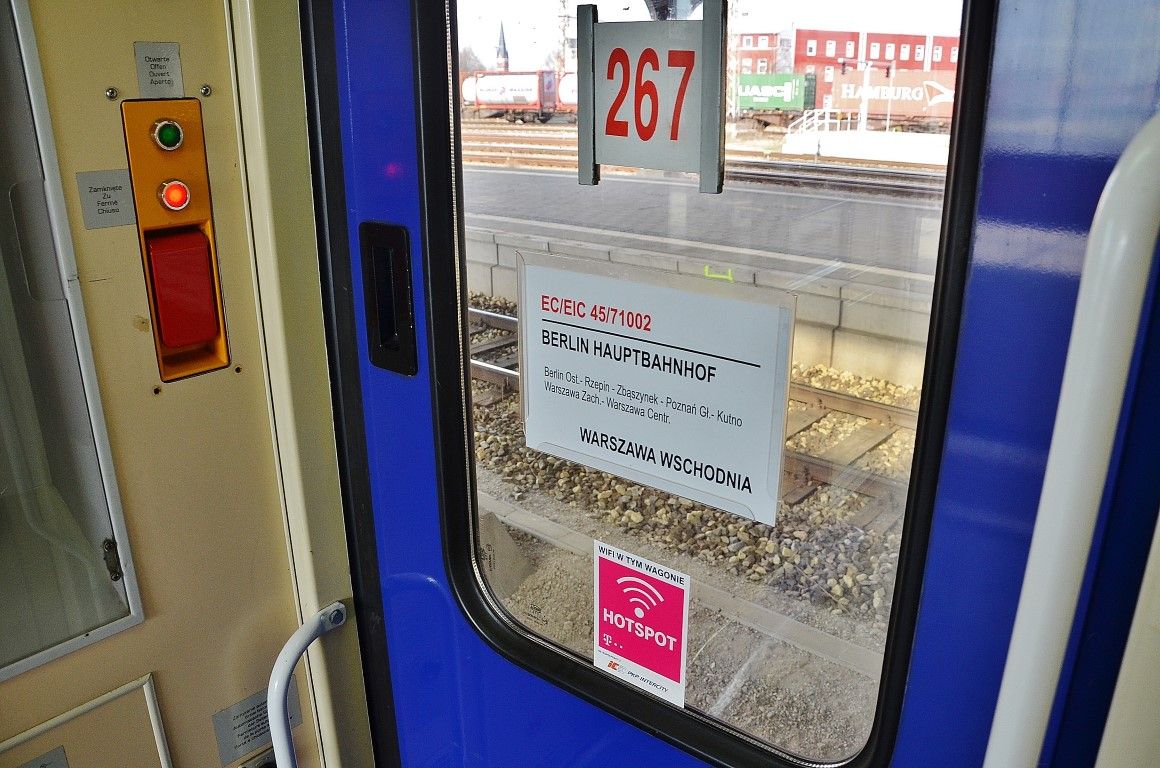 Otwarte
Offen
Ouvert
Aperto
Zamknięte
Zu
Fermé
Chiuso
267
HAMBURG
EC/EIC 45/71002
BERLIN HAUPTBAHNHOF
Berlin Ost.- Rzepin - Zbąszynek - Poznań Gł.- Kutno
Warszawa Zach.- Warszawa Centr.
WARSZAWA WSCHODNIA
WIFI W TYM WAGONIE
HOTSPOT
PKP INTERCITY